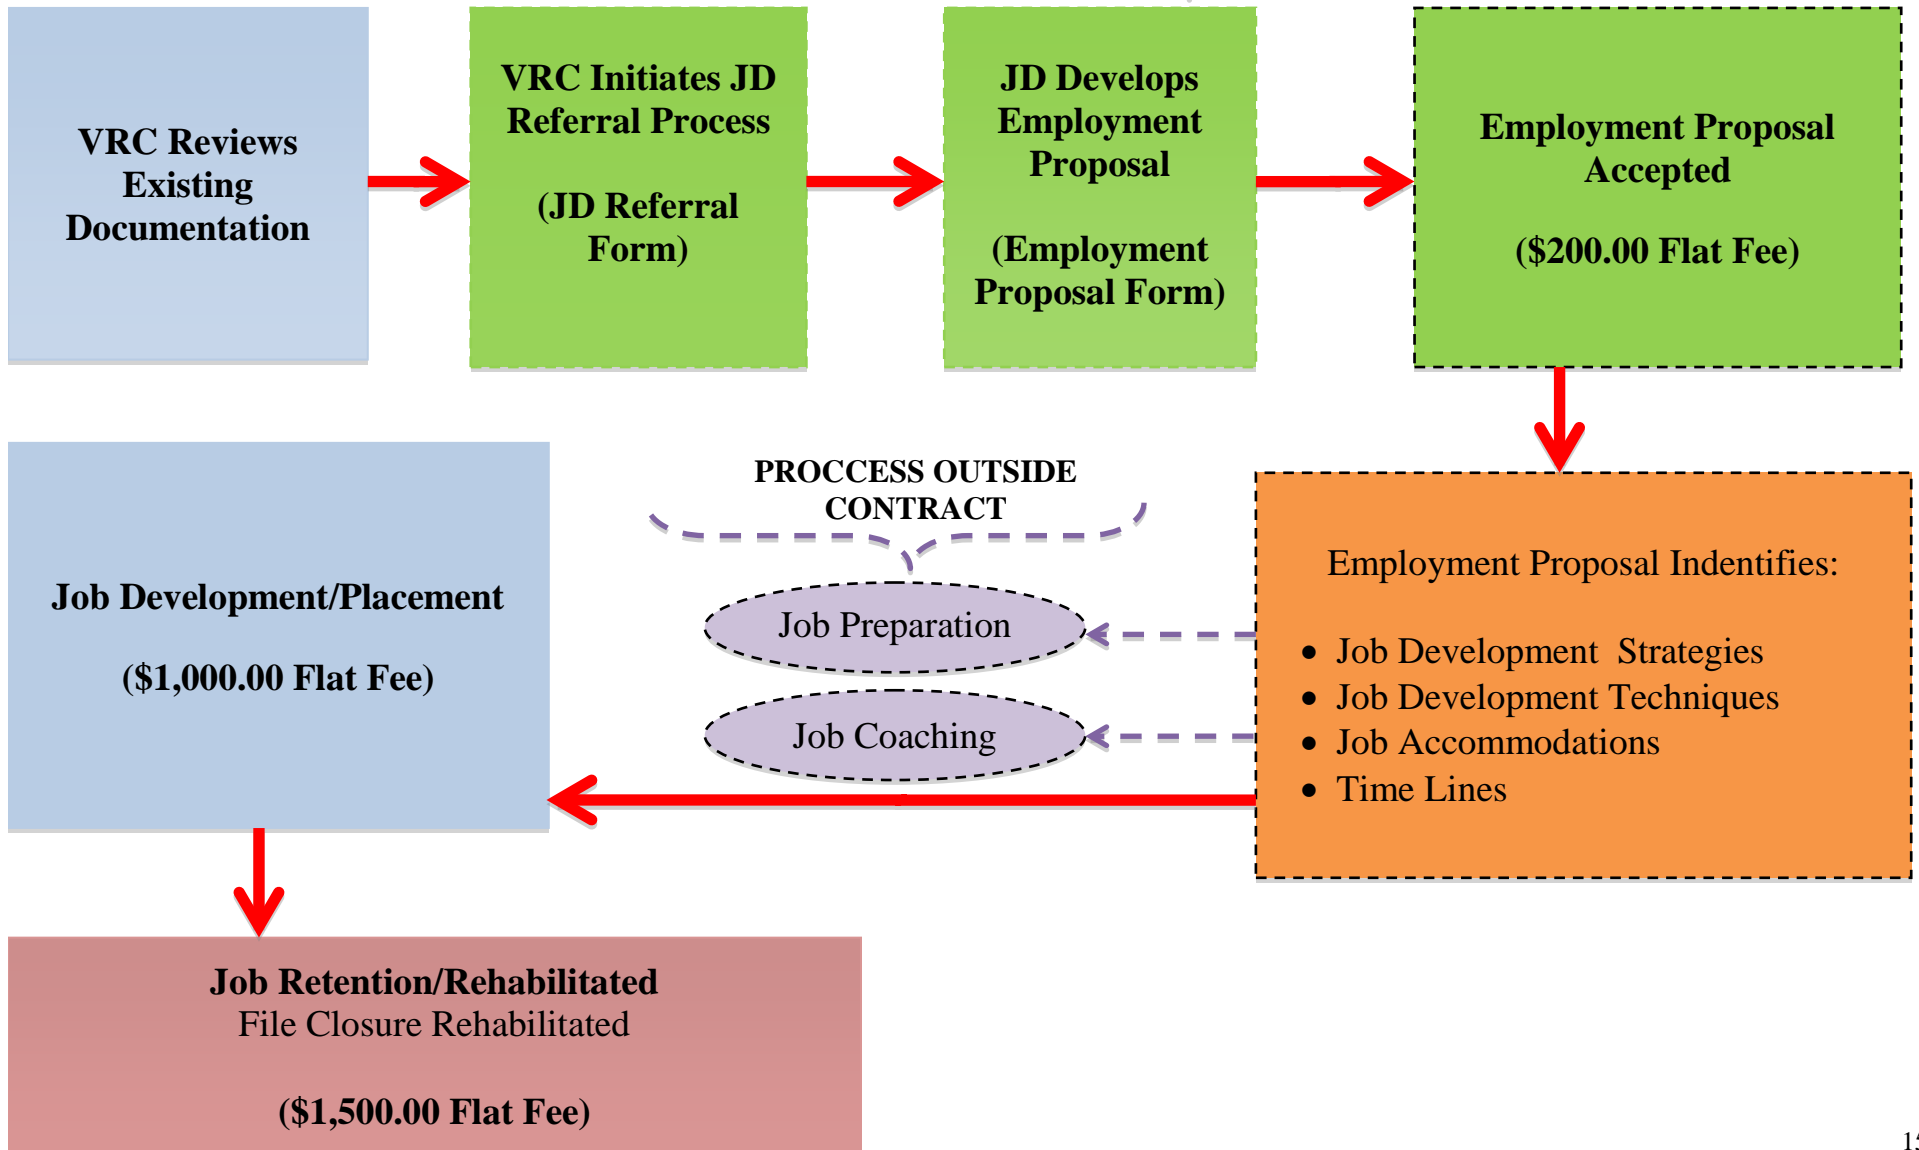 VRC Reviews
Existing
Documentation
VRC Initiates JD
Referral Process
(JD Referral
Form)
JD Develops
Employment
Proposal
(Employment
Proposal Form)
Employment Proposal
Accepted
($200.00 Flat Fee)
Job Development/Placement
($1,000.00 Flat Fee)
PROCCESS OUTSIDE
CONTRACT
Job Preparation
Job Coaching
Employment Proposal Indentifies:
• Job Development Strategies
• Job Development Techniques
• Job Accommodations
• Time Lines
Job Retention/Rehabilitated
File Closure Rehabilitated
($1,500.00 Flat Fee)